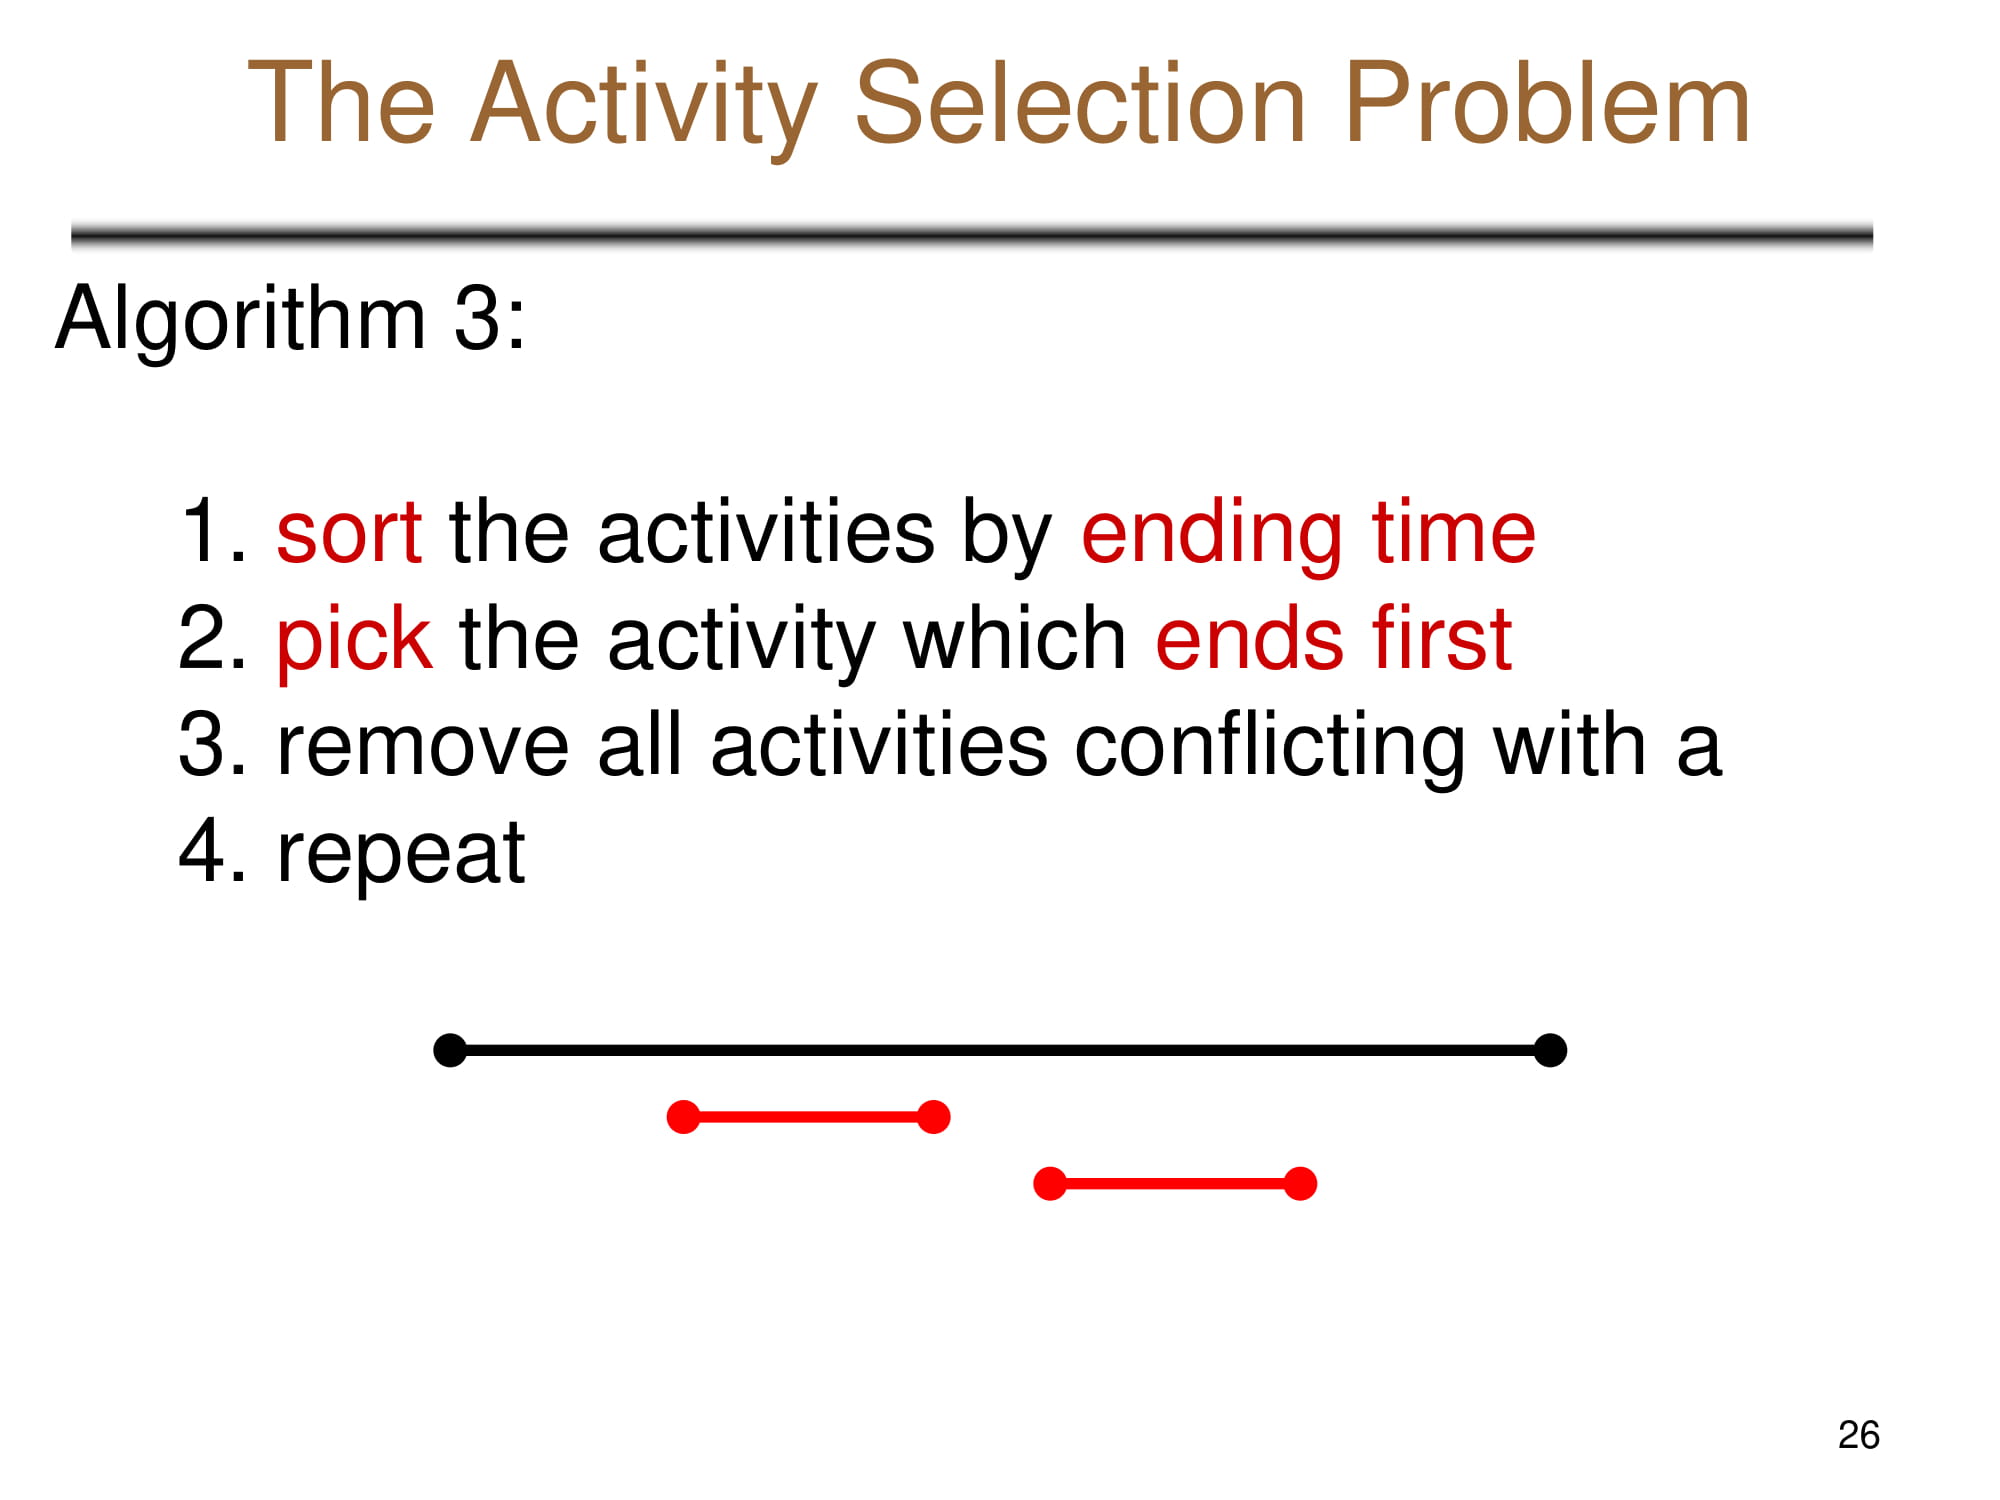 The Activity Selection Problem
Algorithm 3:
1. sort the activities by ending time
2. pick the activity which ends first
3. remove all activities conflicting with a
4. repeat
26